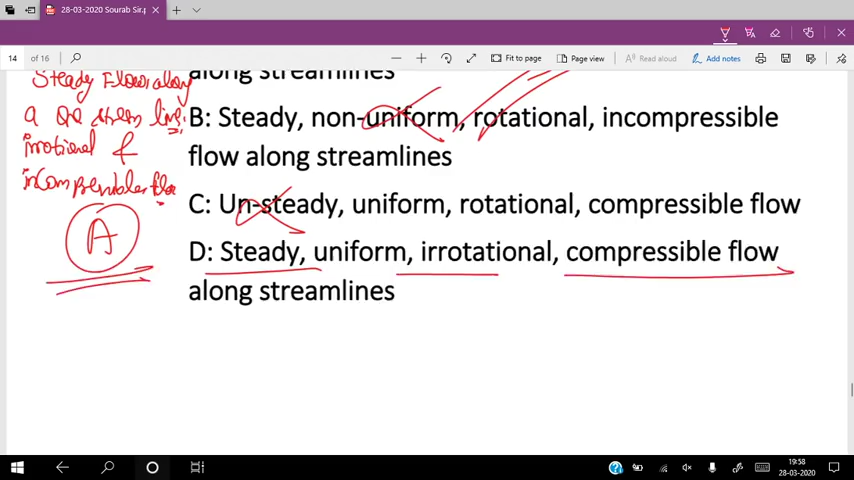 28-03-2020 Sourab Sir.p
14 of 16
Fit to page
Page view
Read aloud
Add notes
along streamlines
B: Steady, non-uniform, rotational, incompressible
flow along streamlines
C: Un-steady, uniform, rotational, compressible flow
D: Steady, uniform, irrotational, compressible flow
along streamlines
Steady Flow along
a stream line,
irrotional &
incompressible flow
A
19:58
28-03-2020